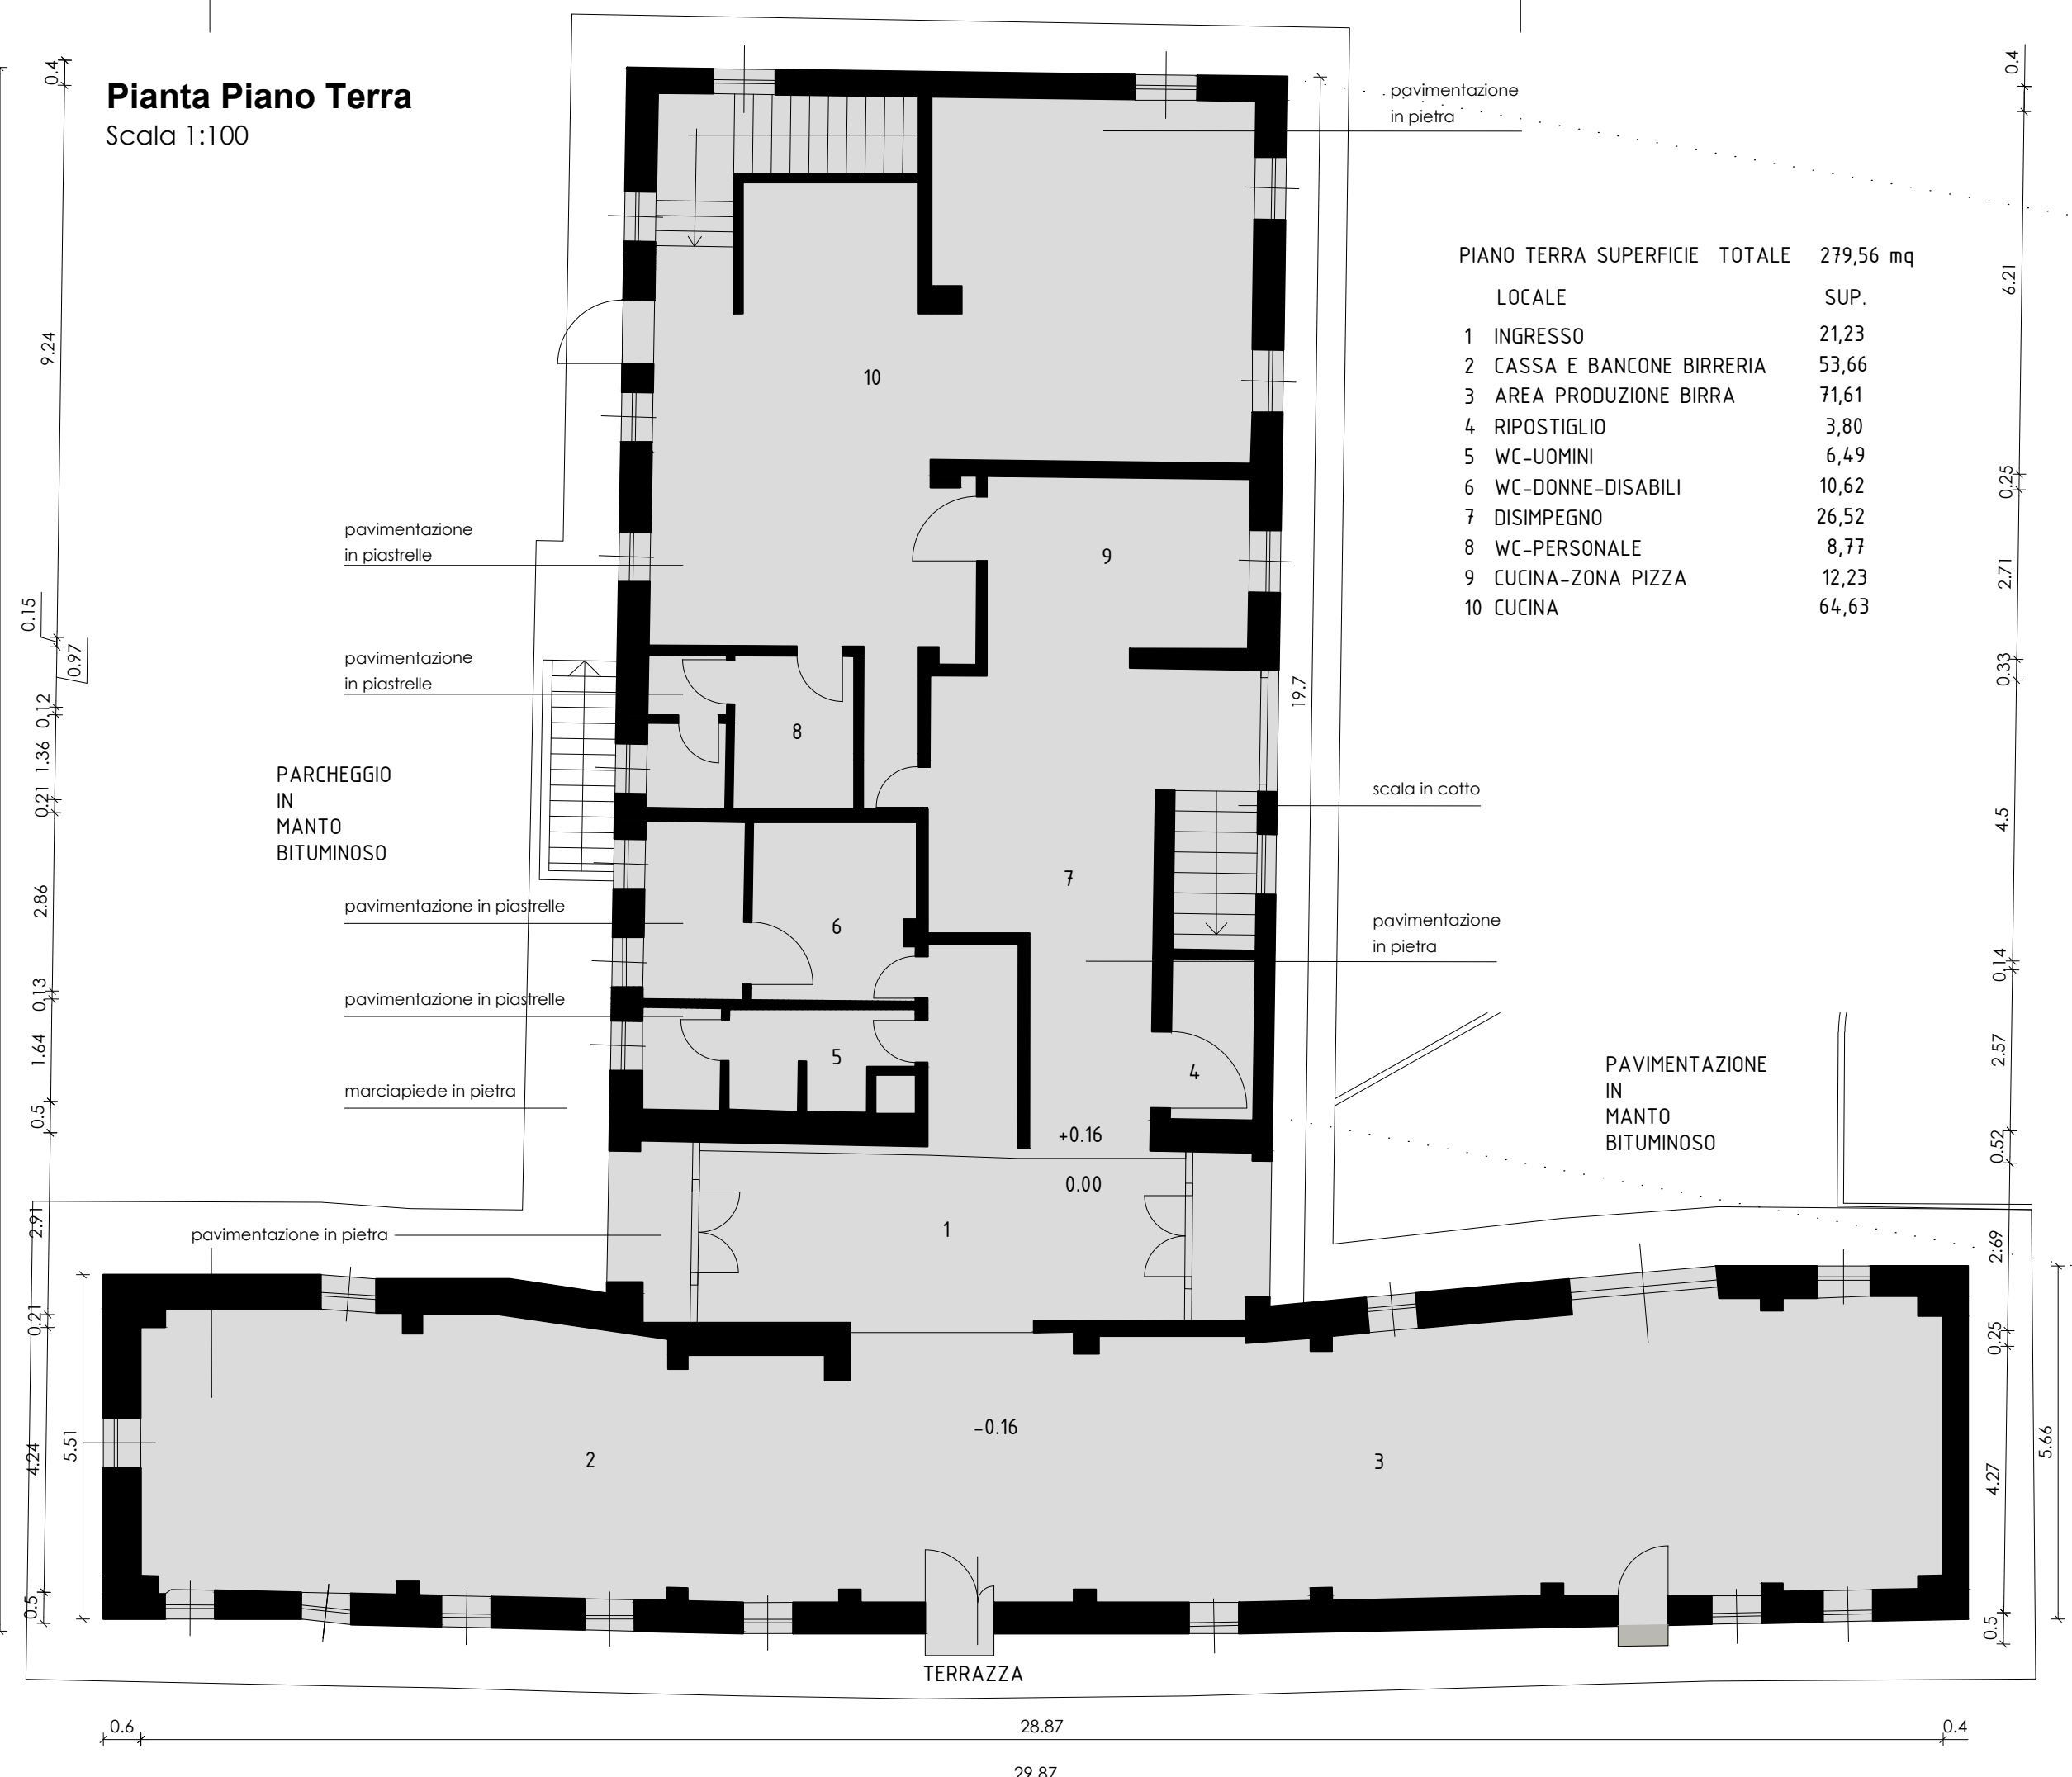 Pianta Piano Terra
Scala 1:100
pavimentazione
in pietra
PIANO TERRA SUPERFICIE TOTALE 279,56 mq
LOCALE SUP.
1 INGRESSO 21,23
2 CASSA E BANCONE BIRRERIA 53,66
3 AREA PRODUZIONE BIRRA 71,61
4 RIPOSTIGLIO 3,80
5 WC-UOMINI 6,49
6 WC-DONNE-DISABILI 10,62
7 DISIMPEGNO 26,52
8 WC-PERSONALE 8,77
9 CUCINA-ZONA PIZZA 12,23
10 CUCINA 64,63
0.4
9.24
0.15
0.97
0.12
1.36
0.21
2.86
0.13
1.64
0.5
2.91
0.21
4.24
0.5
5.51
pavimentazione
in piastrelle
pavimentazione
in piastrelle
PARCHEGGIO
IN
MANTO
BITUMINOSO
pavimentazione in piastrelle
pavimentazione in piastrelle
marciapiede in pietra
pavimentazione in pietra
10
9
8
7
6
5
4
+0.16
0.00
1
-0.16
2
3
19.7
scala in cotto
pavimentazione
in pietra
PAVIMENTAZIONE
IN
MANTO
BITUMINOSO
0.4
6.21
0.25
2.71
0.33
4.5
0.14
2.57
0.52
2.69
0.25
4.27
0.5
5.66
TERRAZZA
0.6 28.87 0.4
29.87